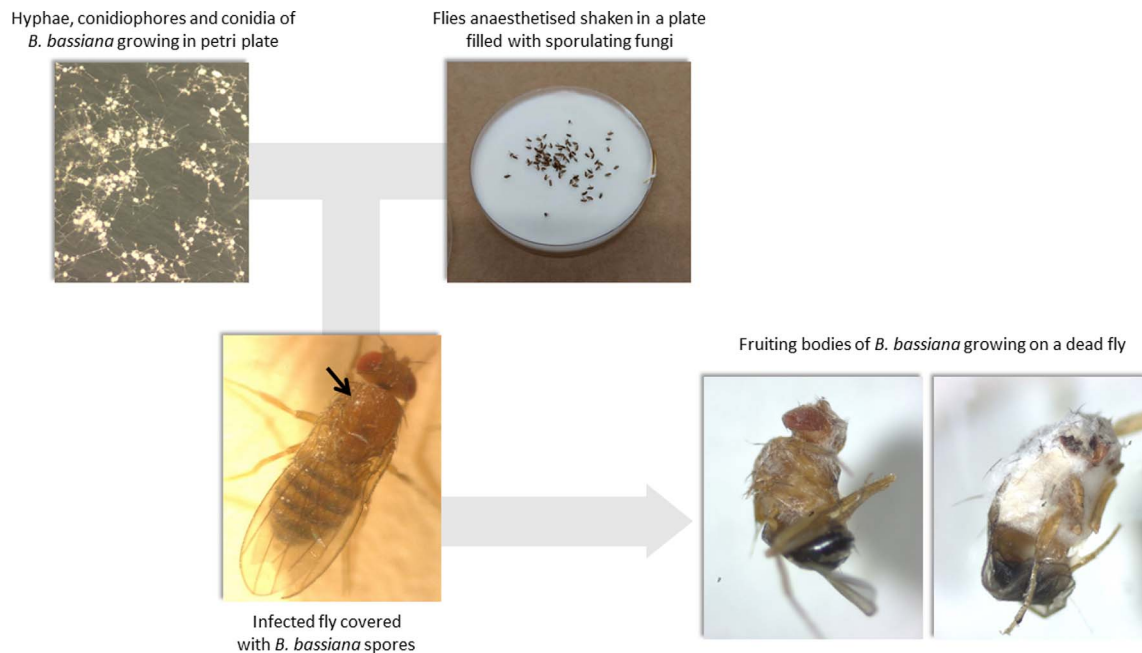 Hyphae, conidiophores and conidia of
B. bassiana growing in petri plate
Flies anaesthetised shaken in a plate
filled with sporulating fungi
Fruiting bodies of B. bassiana growing on a dead fly
Infected fly covered
with B. bassiana spores